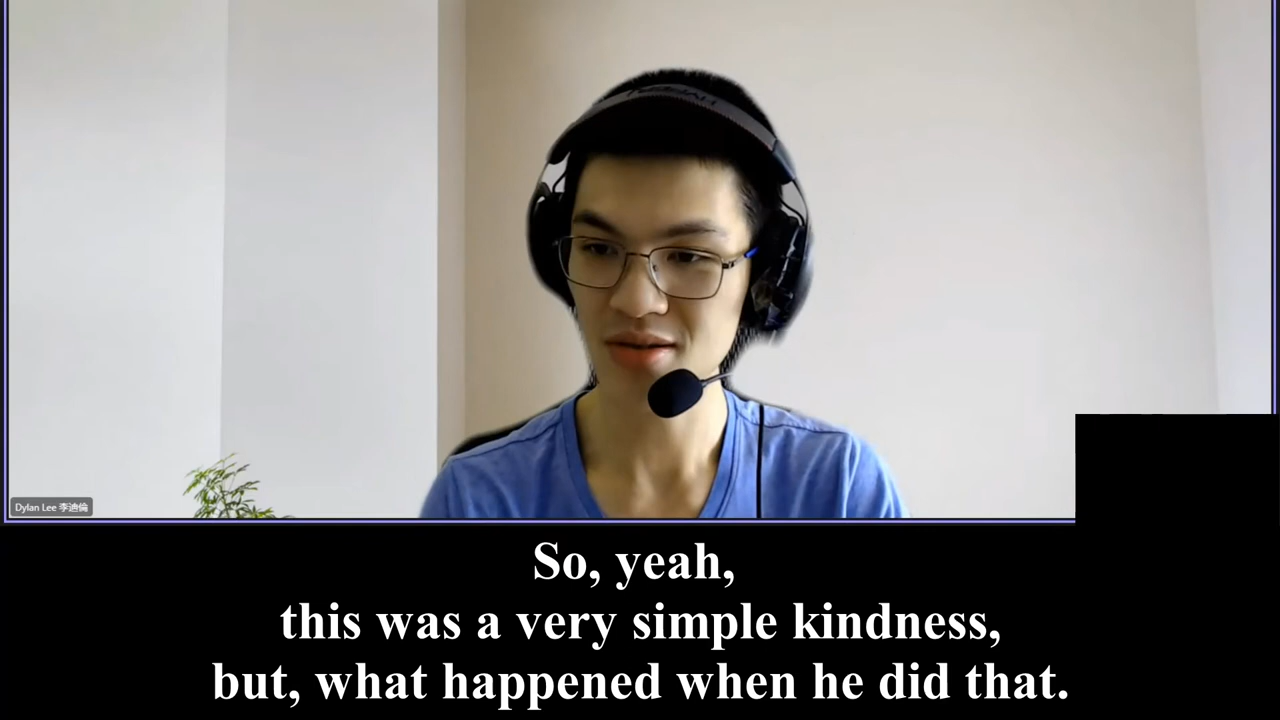 Dylan Lee 李迪倫
So, yeah,
this was a very simple kindness,
but, what happened when he did that.